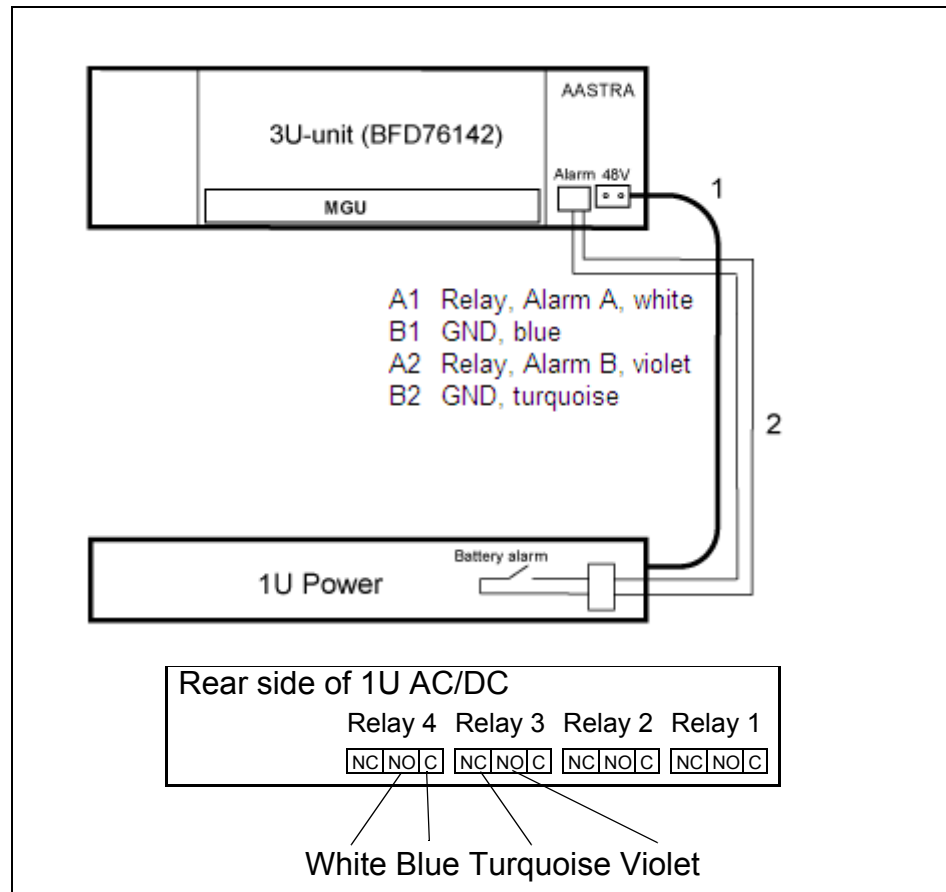 AASTRA
3U-unit (BFD76142)
Alarm 48V
MGU
1
A1 Relay, Alarm A, white
B1 GND, blue
A2 Relay, Alarm B, violet
B2 GND, turquoise
2
Battery alarm
1U Power
Rear side of 1U AC/DC
Relay 4 Relay 3 Relay 2 Relay 1
NC NO C NC NO C NC NO C NC NO C
White Blue Turquoise Violet